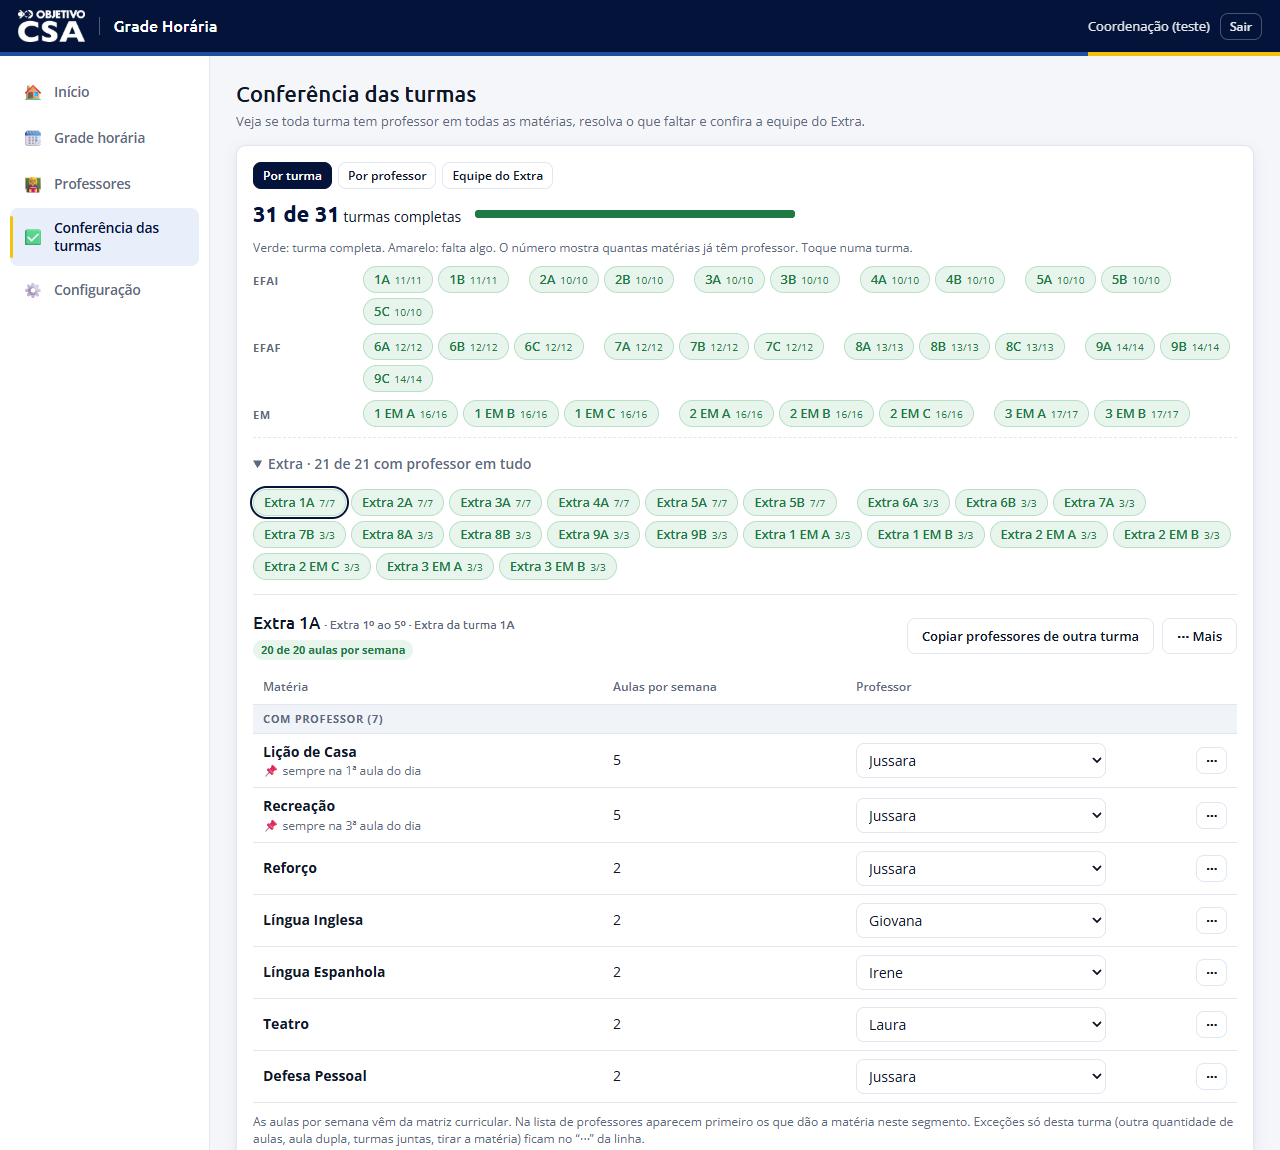 OBJETIVO
CSA
Grade Horária
Coordenação (teste)
Sair
Início
Grade horária
Professores
Conferência das
turmas
Configuração
Conferência das turmas
Veja se toda turma tem professor em todas as matérias, resolva o que faltar e confira a equipe do Extra.
Por turma
Por professor
Equipe do Extra
31 de 31 turmas completas
Verde: turma completa. Amarelo: falta algo. O número mostra quantas matérias já têm professor. Toque numa turma.
EFAI 1A 11/11 1B 11/11 2A 10/10 2B 10/10 3A 10/10 3B 10/10 4A 10/10 4B 10/10 5A 10/10 5B 10/10
5C 10/10
EFAF 6A 12/12 6B 12/12 6C 12/12 7A 12/12 7B 12/12 7C 12/12 8A 13/13 8B 13/13 8C 13/13 9A 14/14 9B 14/14
9C 14/14
EM 1 EM A 16/16 1 EM B 16/16 1 EM C 16/16 2 EM A 16/16 2 EM B 16/16 2 EM C 16/16 3 EM A 17/17 3 EM B 17/17
▼ Extra · 21 de 21 com professor em tudo
Extra 1A 7/7 Extra 2A 7/7 Extra 3A 7/7 Extra 4A 7/7 Extra 5A 7/7 Extra 5B 7/7 Extra 6A 3/3 Extra 6B 3/3 Extra 7A 3/3
Extra 7B 3/3 Extra 8A 3/3 Extra 8B 3/3 Extra 9A 3/3 Extra 9B 3/3 Extra 1 EM A 3/3 Extra 1 EM B 3/3 Extra 2 EM A 3/3 Extra 2 EM B 3/3
Extra 2 EM C 3/3 Extra 3 EM A 3/3 Extra 3 EM B 3/3
Extra 1A · Extra 1º ao 5º · Extra da turma 1A
20 de 20 aulas por semana
Copiar professores de outra turma
··· Mais
Matéria Aulas por semana Professor
COM PROFESSOR (7)
Lição de Casa 5 Jussara ···
sempre na 1ª aula do dia
Recreação 5 Jussara ···
sempre na 3ª aula do dia
Reforço 2 Jussara ···
Língua Inglesa 2 Giovana ···
Língua Espanhola 2 Irene ···
Teatro 2 Laura ···
Defesa Pessoal 2 Jussara ···
As aulas por semana vêm da matriz curricular. Na lista de professores aparecem primeiro os que dão a matéria neste segmento. Exceções só desta turma (outra quantidade de
aulas, aula dupla, turmas juntas, tirar a matéria) ficam no “···” da linha.